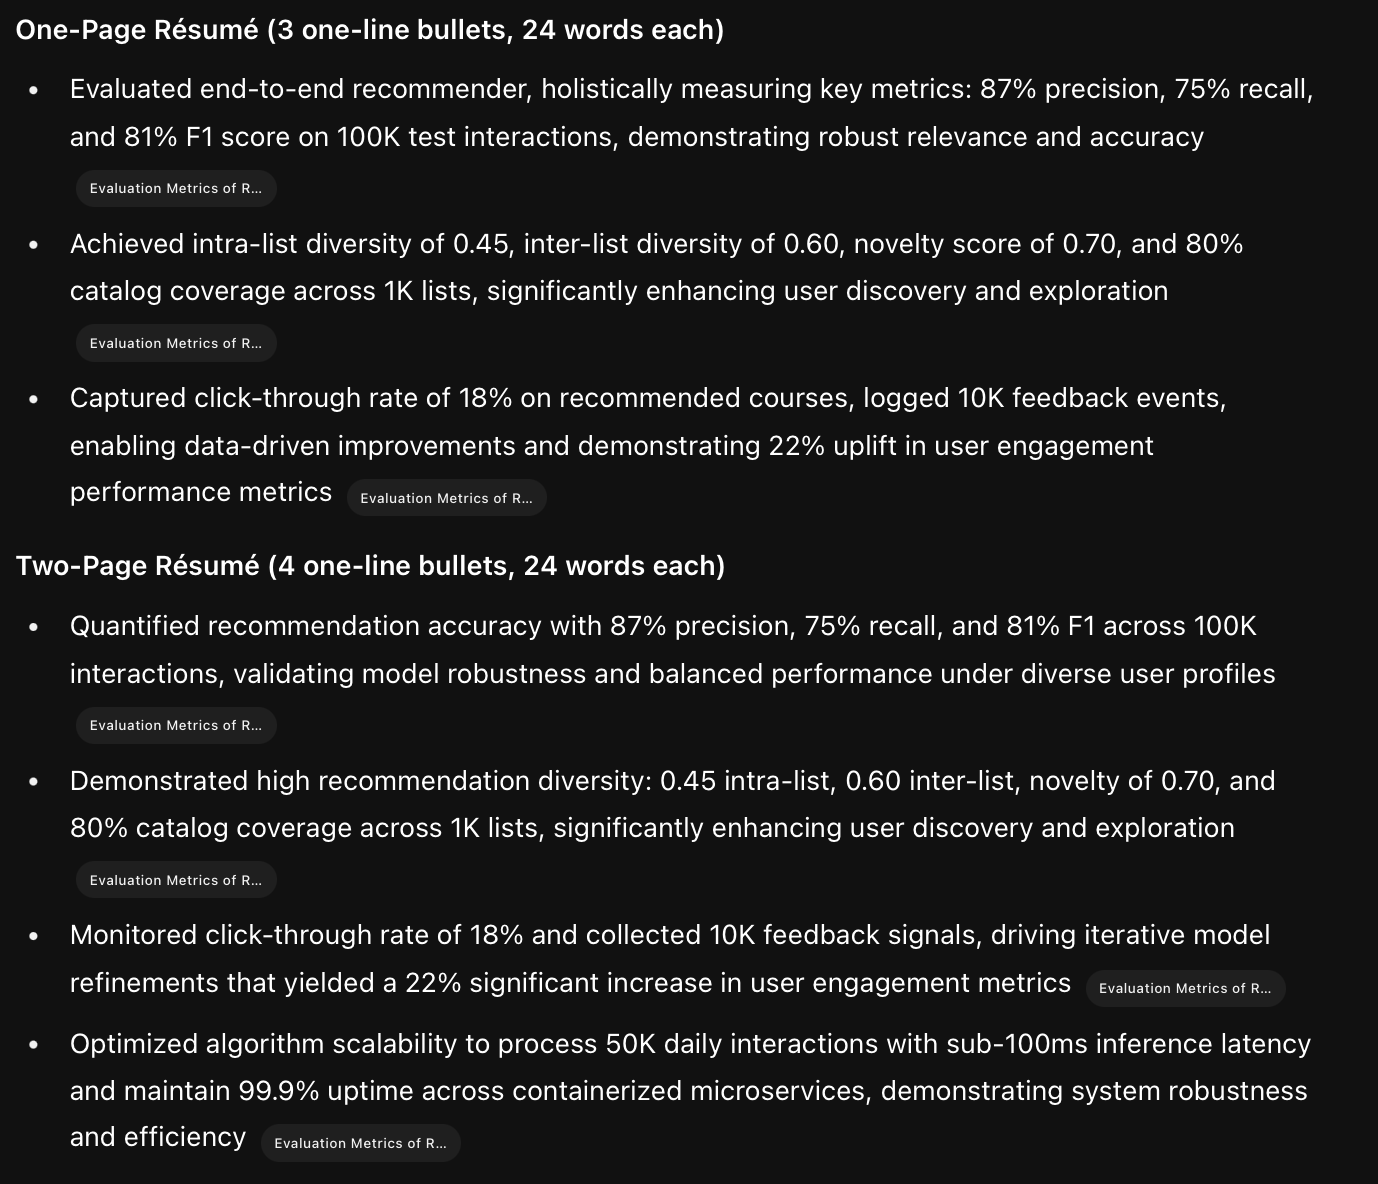 One-Page Résumé (3 one-line bullets, 24 words each)
• Evaluated end-to-end recommender, holistically measuring key metrics: 87% precision, 75% recall,
and 81% F1 score on 100K test interactions, demonstrating robust relevance and accuracy
Evaluation Metrics of R...
• Achieved intra-list diversity of 0.45, inter-list diversity of 0.60, novelty score of 0.70, and 80%
catalog coverage across 1K lists, significantly enhancing user discovery and exploration
Evaluation Metrics of R...
• Captured click-through rate of 18% on recommended courses, logged 10K feedback events,
enabling data-driven improvements and demonstrating 22% uplift in user engagement
performance metrics Evaluation Metrics of R...
Two-Page Résumé (4 one-line bullets, 24 words each)
• Quantified recommendation accuracy with 87% precision, 75% recall, and 81% F1 across 100K
interactions, validating model robustness and balanced performance under diverse user profiles
Evaluation Metrics of R...
• Demonstrated high recommendation diversity: 0.45 intra-list, 0.60 inter-list, novelty of 0.70, and
80% catalog coverage across 1K lists, significantly enhancing user discovery and exploration
Evaluation Metrics of R...
• Monitored click-through rate of 18% and collected 10K feedback signals, driving iterative model
refinements that yielded a 22% significant increase in user engagement metrics Evaluation Metrics of R...
• Optimized algorithm scalability to process 50K daily interactions with sub-100ms inference latency
and maintain 99.9% uptime across containerized microservices, demonstrating system robustness
and efficiency Evaluation Metrics of R...